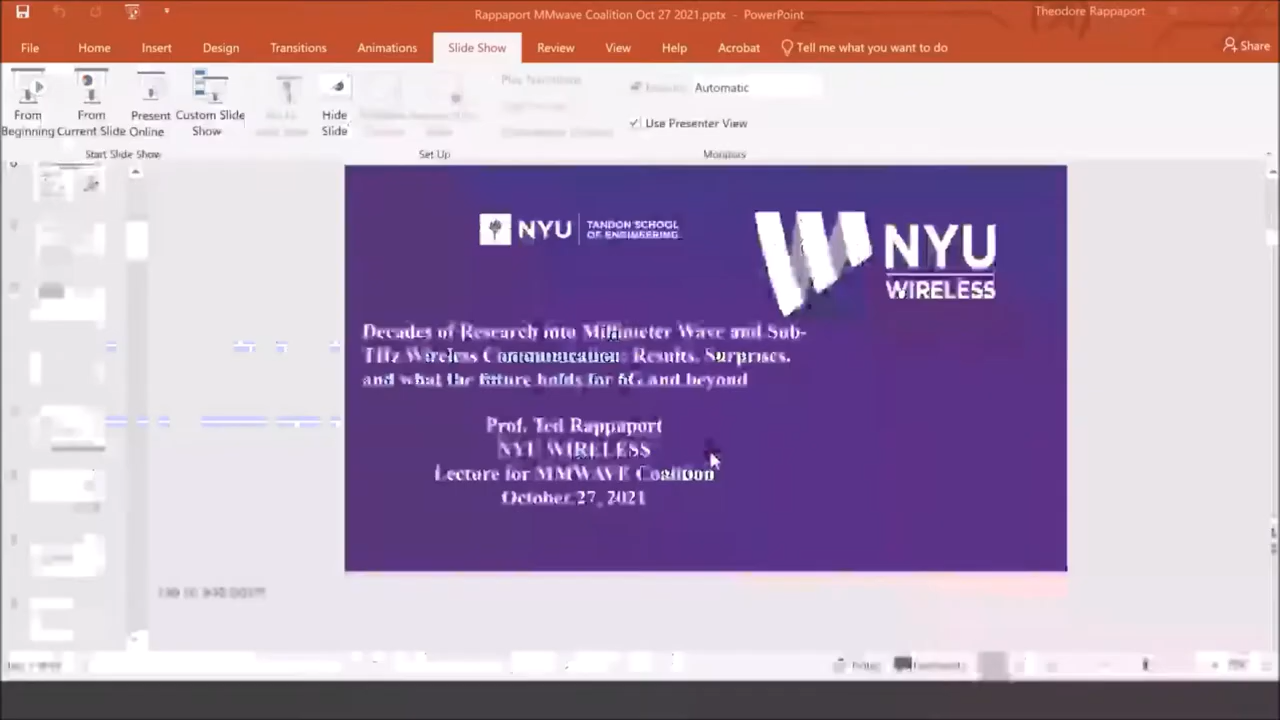 Rappaport MMwave Coalition Oct 27 2021.pptx - PowerPoint
Theodore Rappaport
File Home Insert Design Transitions Animations Slide Show Review View Help Acrobat Tell me what you want to do Share
From Beginning
From Current Slide
Present Online
Custom Slide Show
Hide Slide
Automatic
Use Presenter View
Start Slide Show
Set Up
Monitors
NYU TANDON SCHOOL
OF ENGINEERING
NYU
WIRELESS
Decades of Research into Millimeter Wave and Sub-
THz Wireless Communication: Results, Surprises,
and what the future holds for 6G and beyond
Prof. Ted Rappaport
NYU WIRELESS
Lecture for MMWAVE Coalition
October 27, 2021